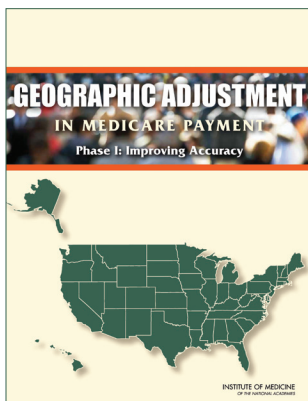 GEOGRAPHIC ADJUSTMENT
IN MEDICARE PAYMENT
Phase I: Improving Accuracy
INSTITUTE OF MEDICINE
OF THE NATIONAL ACADEMIES